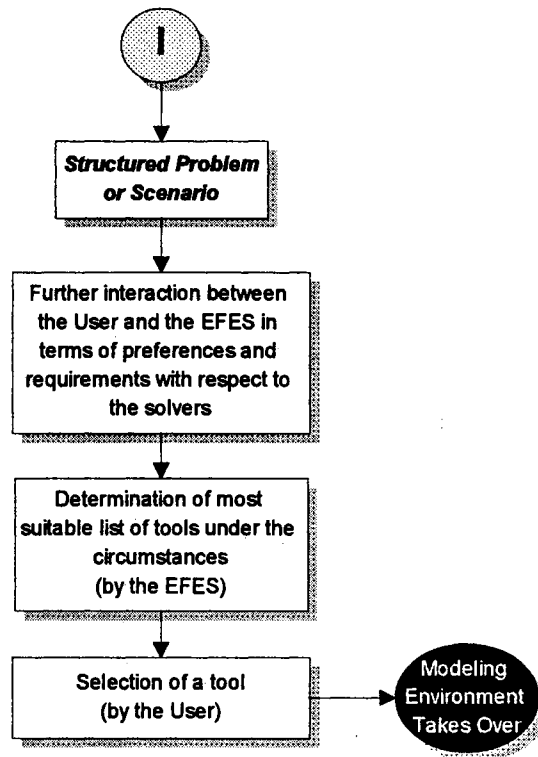 I
Structured Problem
or Scenario
Further interaction between
the User and the EFES in
terms of preferences and
requirements with respect to
the solvers
Determination of most
suitable list of tools under the
circumstances
(by the EFES)
Selection of a tool
(by the User)
Modeling
Environment
Takes Over